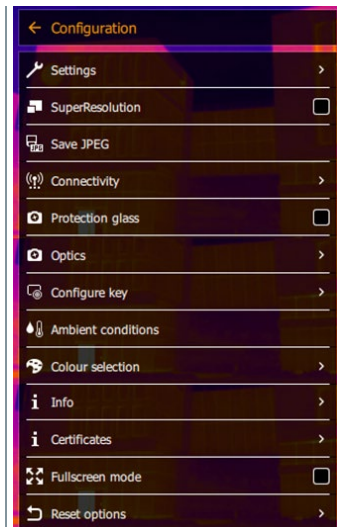 Configuration
Settings
SuperResolution
JPG Save JPEG
Connectivity
Protection glass
Optics
Configure key
Ambient conditions
Colour selection
i Info
i Certificates
Fullscreen mode
Reset options